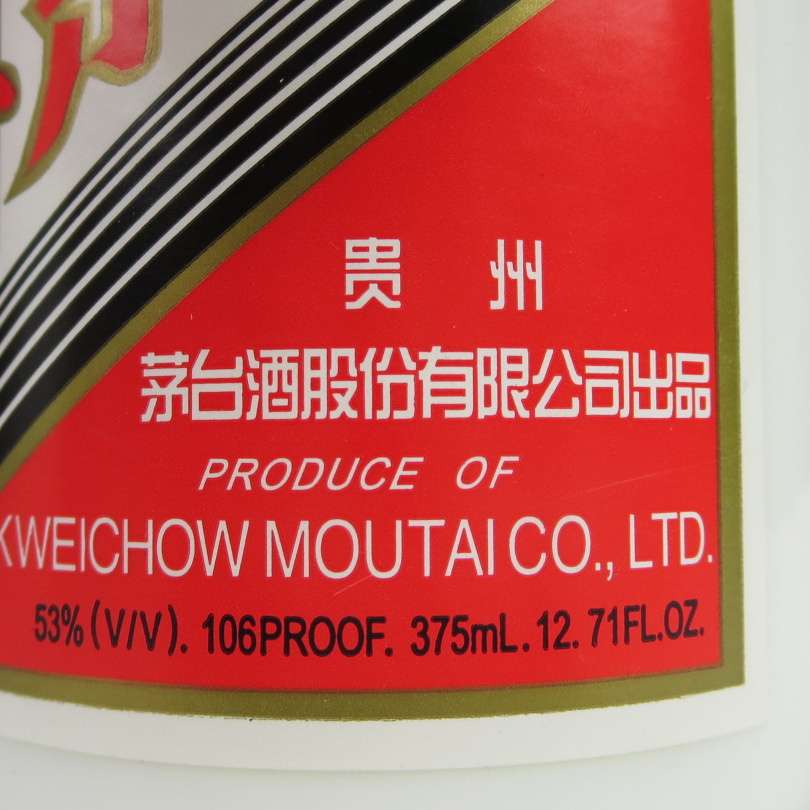 贵州
茅台酒股份有限公司出品
PRODUCE OF
KWEICHOW MOUTAI CO., LTD.
53% (V/V). 106PROOF. 375mL. 12. 71FL.OZ.